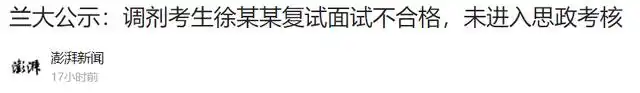 兰大公示：调剂考生徐某某复试面试不合格，未进入思政考核
澎湃 澎湃新闻
17小时前